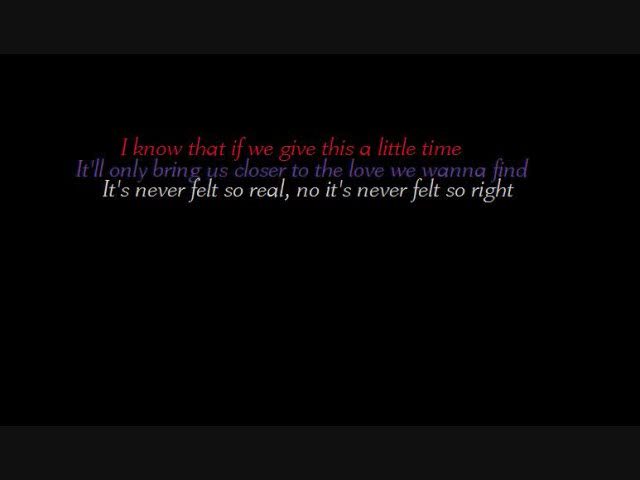 I know that if we give this a little time
It'll only bring us closer to the love we wanna find
It's never felt so real, no it's never felt so right